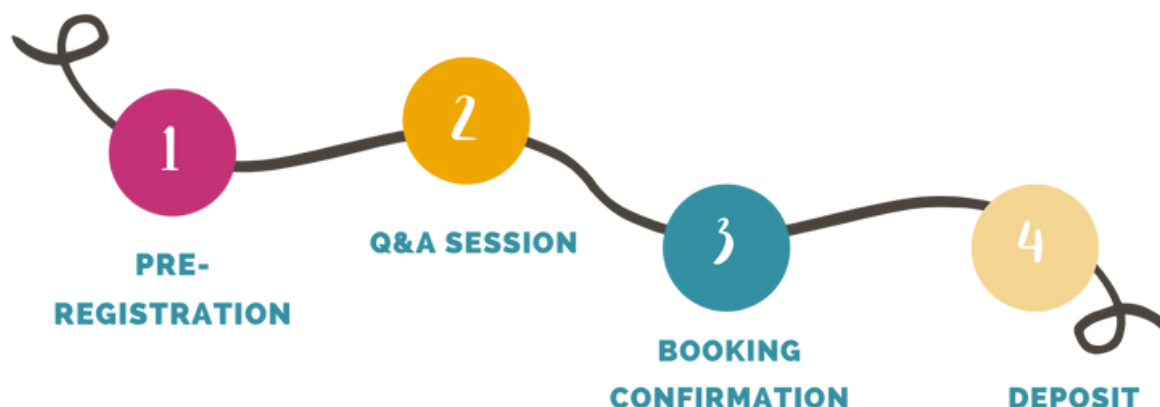 1
PRE-
REGISTRATION
2
Q&A SESSION
3
BOOKING
CONFIRMATION
4
DEPOSIT